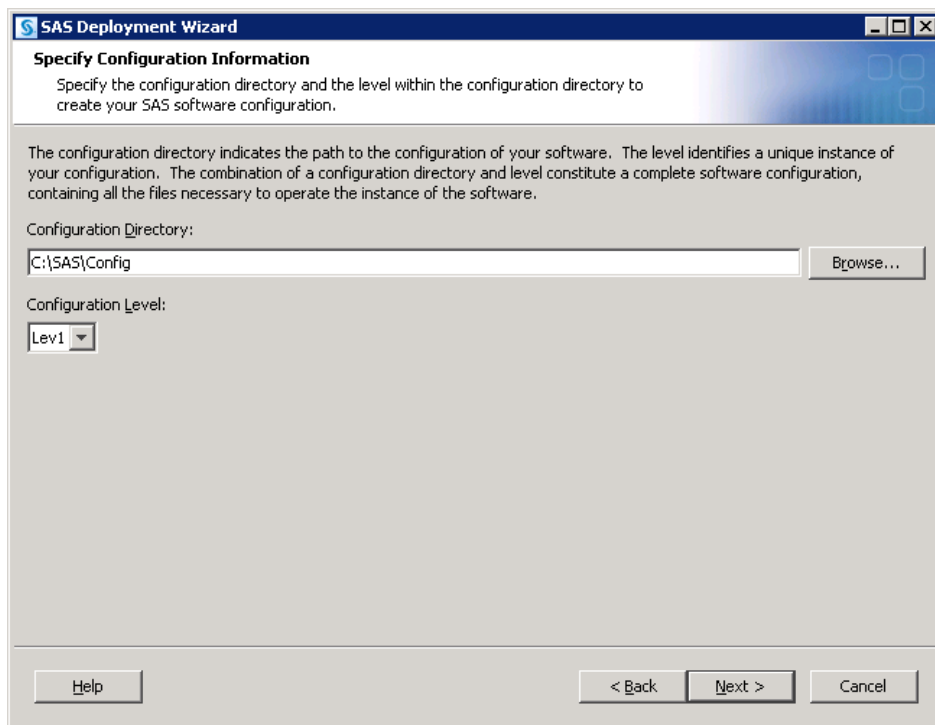 SAS Deployment Wizard
Specify Configuration Information
Specify the configuration directory and the level within the configuration directory to
create your SAS software configuration.
The configuration directory indicates the path to the configuration of your software. The level identifies a unique instance of
your configuration. The combination of a configuration directory and level constitute a complete software configuration,
containing all the files necessary to operate the instance of the software.
Configuration Directory:
C:\SAS\Config
Browse...
Configuration Level:
Lev1
Help
< Back
Next >
Cancel